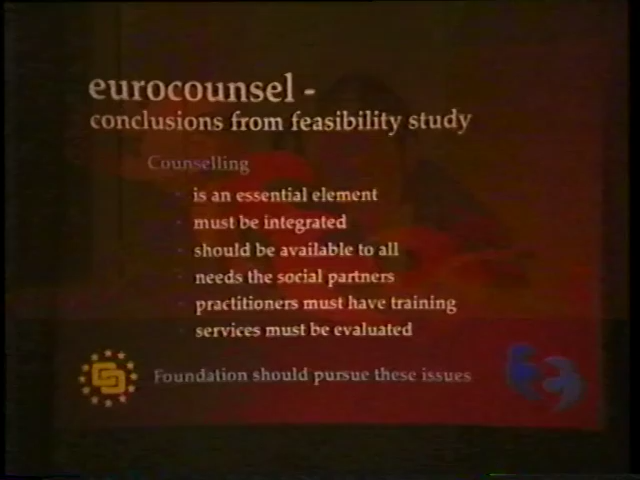 eurocounsel -
conclusions from feasibility study
Counselling
- is an essential element
- must be integrated
- should be available to all
- needs the social partners
- practitioners must have training
- services must be evaluated
Foundation should pursue these issues